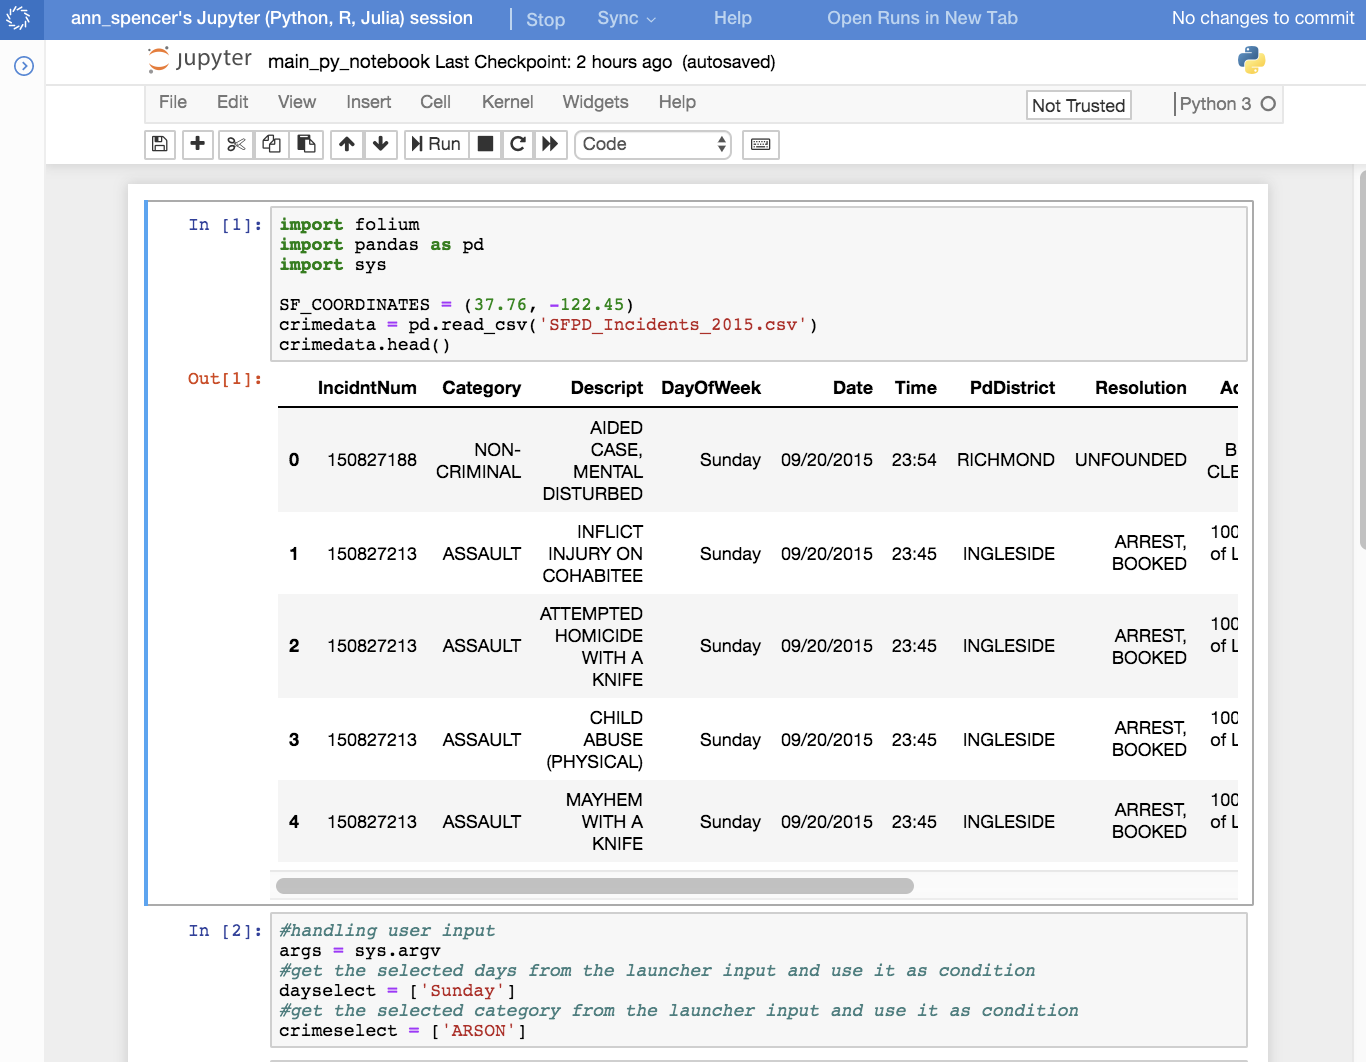 ann_spencer's Jupyter (Python, R, Julia) session Stop Sync Help Open Runs in New Tab No changes to commit
jupyter main_py_notebook Last Checkpoint: 2 hours ago (autosaved)
File Edit View Insert Cell Kernel Widgets Help Not Trusted Python 3
Run Code
In [1]:
import folium
import pandas as pd
import sys
SF_COORDINATES = (37.76, -122.45)
crimedata = pd.read_csv('SFPD_Incidents_2015.csv')
crimedata.head()
Out[1]:
IncidntNum Category Descript DayOfWeek Date Time PdDistrict Resolution
0 150827188 NON-CRIMINAL AIDED CASE, MENTAL DISTURBED Sunday 09/20/2015 23:54 RICHMOND UNFOUNDED
1 150827213 ASSAULT INFLICT INJURY ON COHABITEE Sunday 09/20/2015 23:45 INGLESIDE ARREST, BOOKED 100 of L
2 150827213 ASSAULT ATTEMPTED HOMICIDE WITH A KNIFE Sunday 09/20/2015 23:45 INGLESIDE ARREST, BOOKED 100 of L
3 150827213 ASSAULT CHILD ABUSE (PHYSICAL) Sunday 09/20/2015 23:45 INGLESIDE ARREST, BOOKED 100 of L
4 150827213 ASSAULT MAYHEM WITH A KNIFE Sunday 09/20/2015 23:45 INGLESIDE ARREST, BOOKED 100 of L
In [2]:
#handling user input
args = sys.argv
#get the selected days from the launcher input and use it as condition
dayselect = ['Sunday']
#get the selected category from the launcher input and use it as condition
crimeselect = ['ARSON']